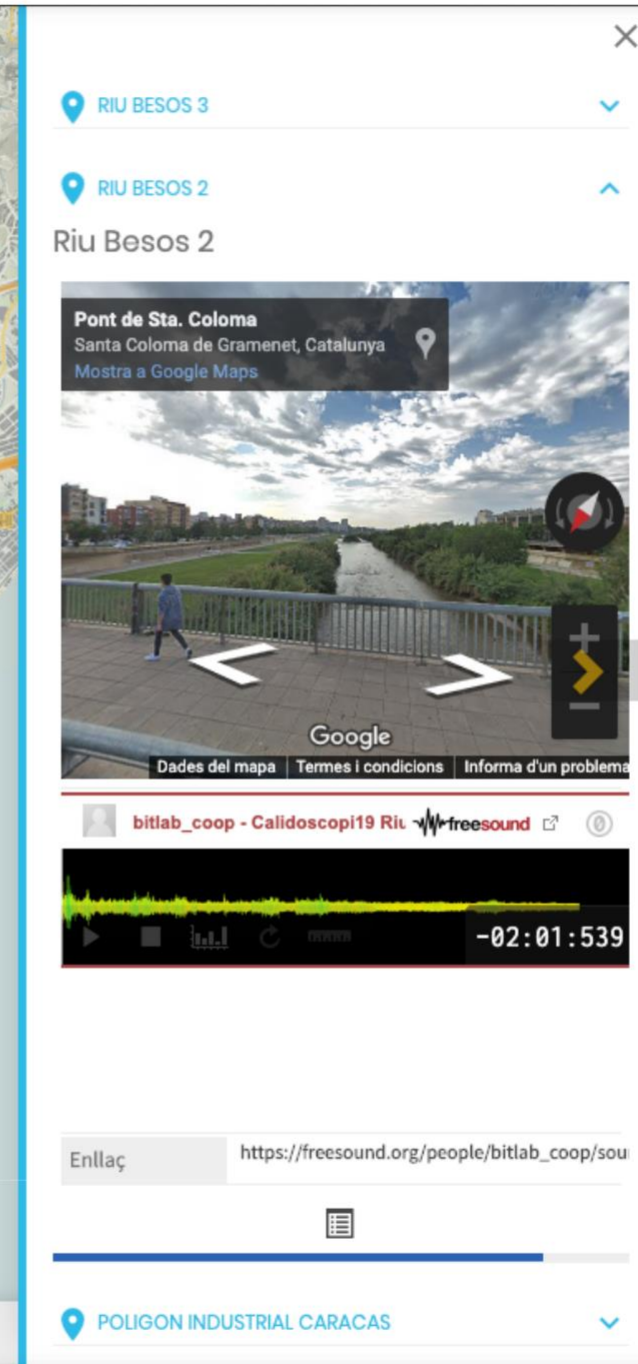 RIU BESOS 3
RIU BESOS 2
Riu Besos 2
Pont de Sta. Coloma
Santa Coloma de Gramenet, Catalunya
Mostra a Google Maps
Google
Dades del mapa Termes i condicions Informa d'un problema
bitlab_coop - Calidoscopi19 Riu freesound 0
-02:01:539
Enllaç https://freesound.org/people/bitlab_coop/sou
POLIGON INDUSTRIAL CARACAS